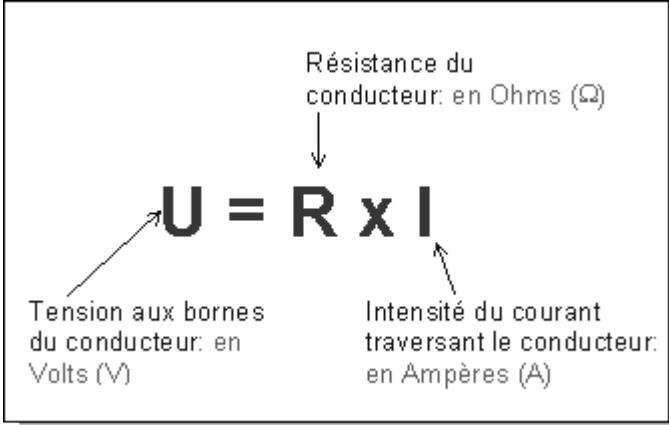 Résistance du
conducteur: en Ohms (Ω)
U = R x I
Tension aux bornes
du conducteur: en
Volts (V)
Intensité du courant
traversant le conducteur:
en Ampères (A)